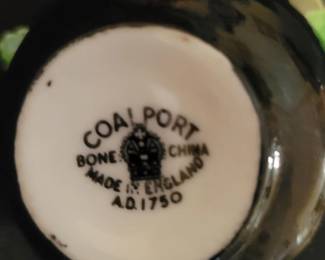 COALPORT
BONE CHINA
MADE IN ENGLAND
A.D.1750